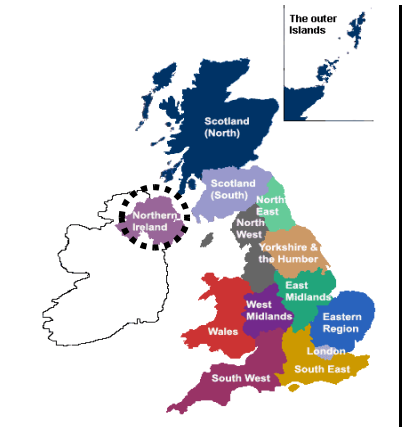 The outer
Islands
Scotland
(North)
Scotland
(South)
North
East
North
West
Northern
Ireland
Yorkshire &
the Humber
East
Midlands
West
Midlands
Eastern
Region
Wales
London
South East
South West